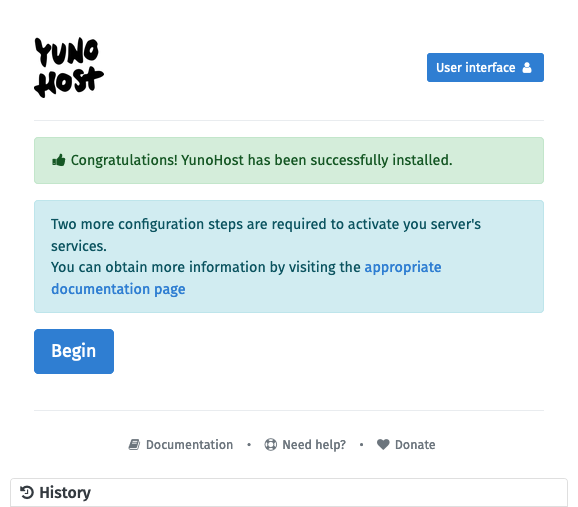 YUNO
HOST
User interface
Congratulations! YunoHost has been successfully installed.
Two more configuration steps are required to activate you server's
services.
You can obtain more information by visiting the appropriate
documentation page
Begin
Documentation • Need help? • Donate
History